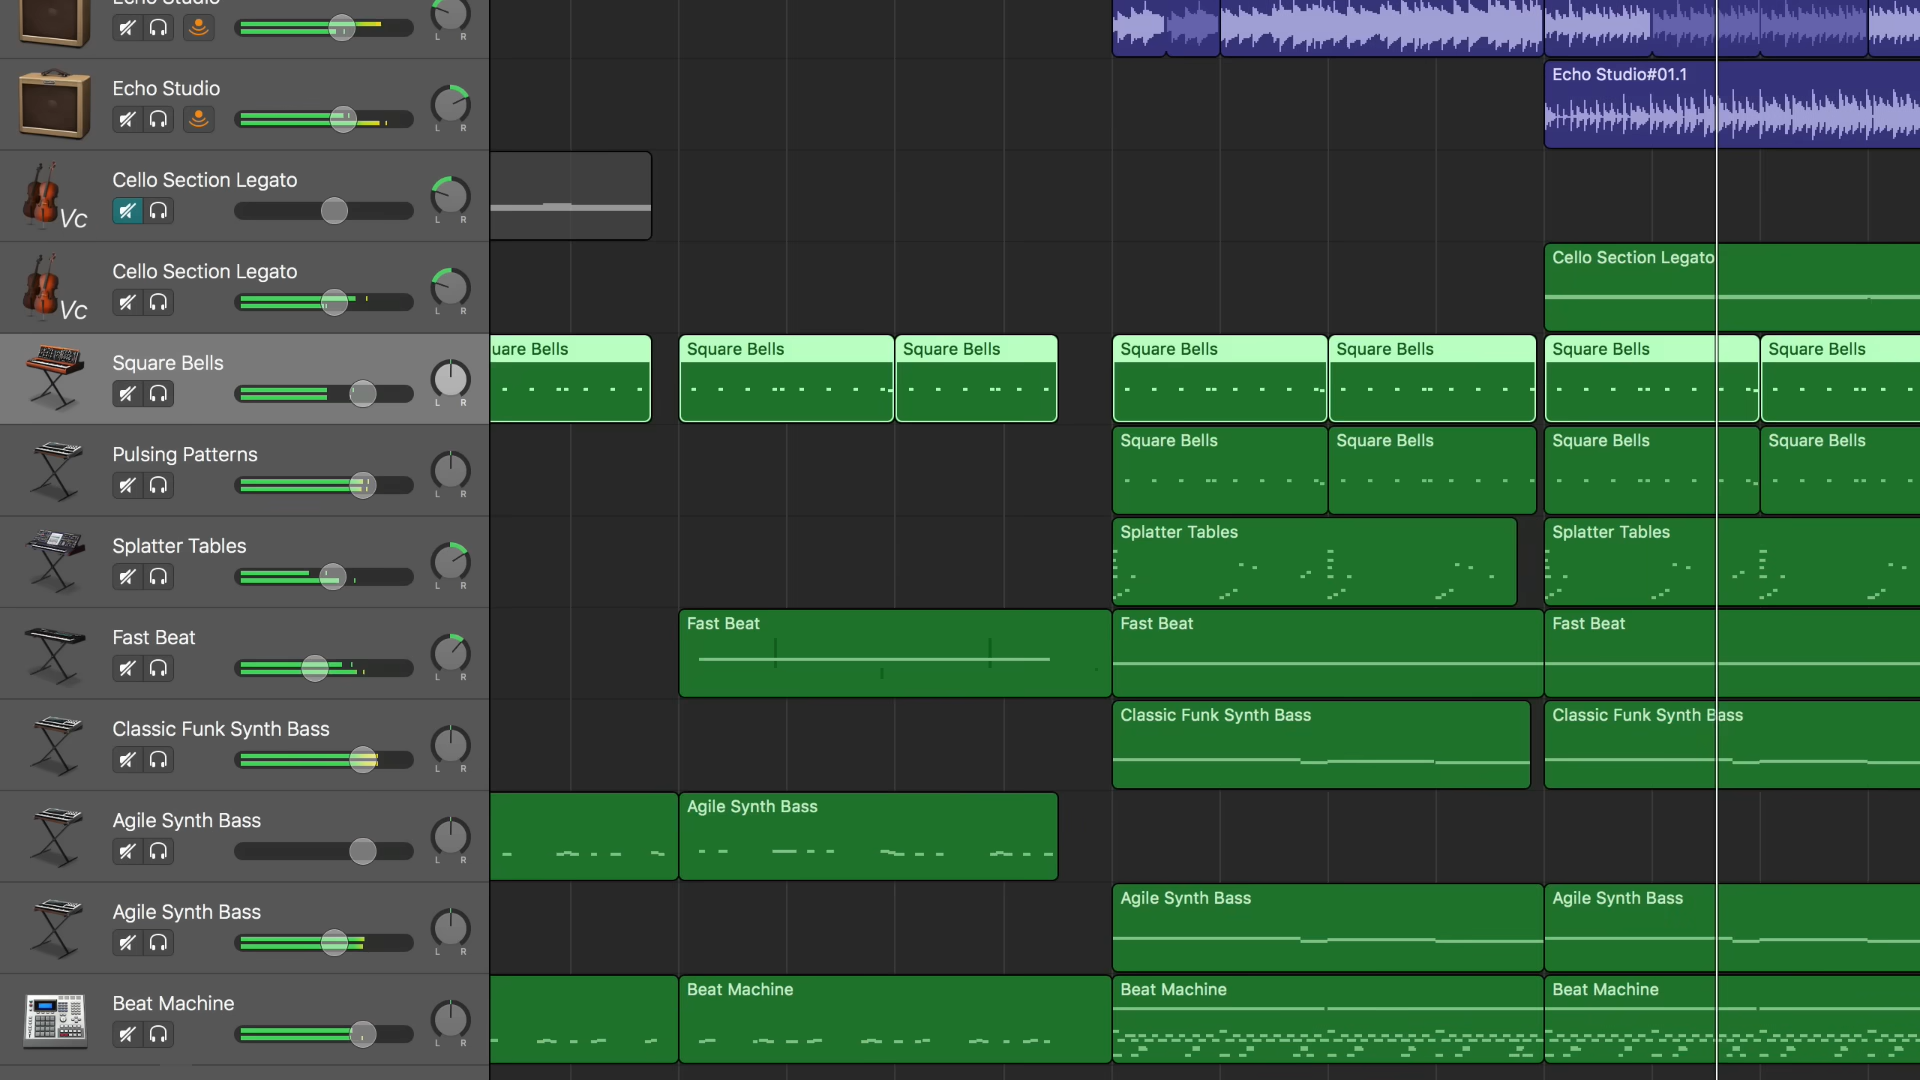 Echo Studio
L R
Echo Studio
L R
Echo Studio#01.1
Vc
Cello Section Legato
L R
Vc
Cello Section Legato
L R
Cello Section Legato
Square Bells
L R
uare Bells
Square Bells
Square Bells
Square Bells
Square Bells
Square Bells
Square Bells
Pulsing Patterns
L R
Square Bells
Square Bells
Square Bells
Square Bells
Splatter Tables
L R
Splatter Tables
Splatter Tables
Fast Beat
L R
Fast Beat
Fast Beat
Fast Beat
Classic Funk Synth Bass
L R
Classic Funk Synth Bass
Classic Funk Synth Bass
Agile Synth Bass
L R
Agile Synth Bass
Agile Synth Bass
L R
Agile Synth Bass
Agile Synth Bass
Beat Machine
L R
Beat Machine
Beat Machine
Beat Machine